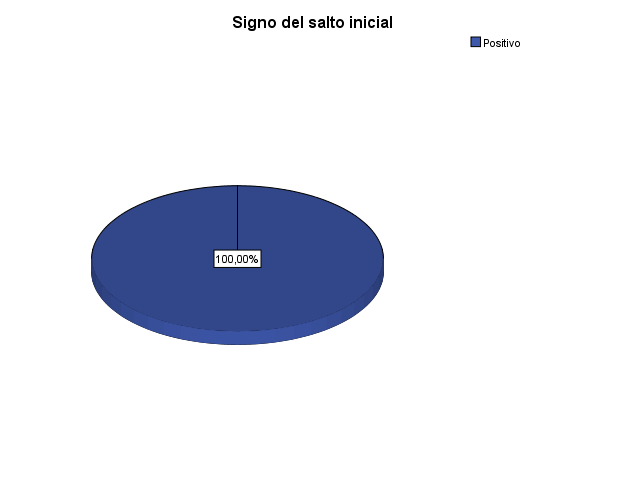 Signo del salto inicial
Positivo
100,00%